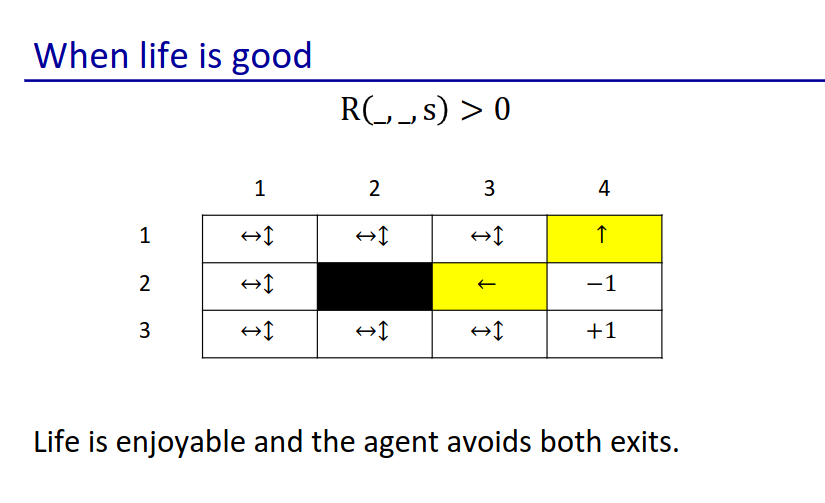 When life is good
R(_, _, s) > 0
1 2 3 4
1 ↔↕ ↔↕ ↔↕ ↑
2 ↔↕ ← −1
3 ↔↕ ↔↕ ↔↕ +1
Life is enjoyable and the agent avoids both exits.